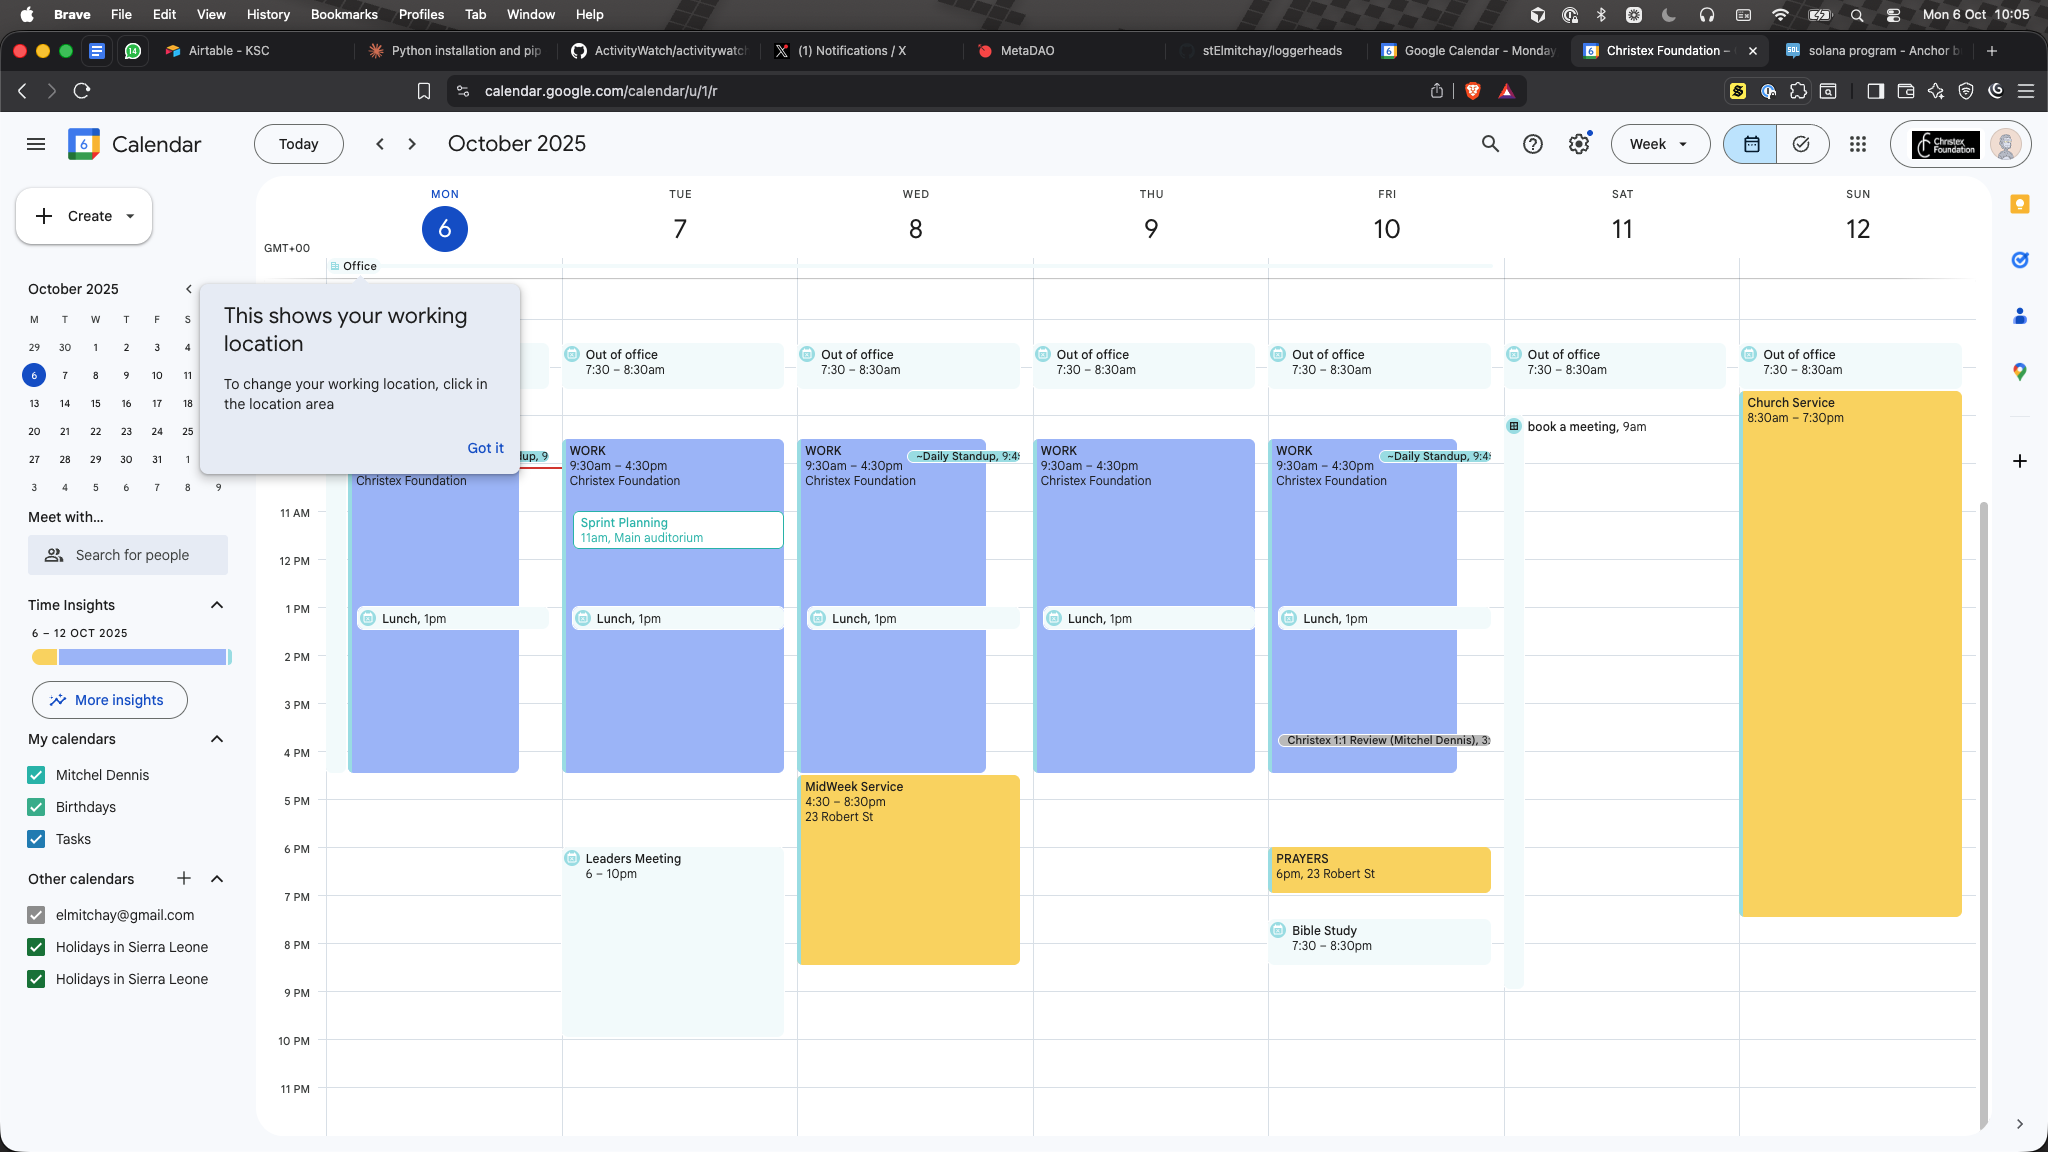 Brave File Edit View History Bookmarks Profiles Tab Window Help Mon 6 Oct 10:05
14 Airtable - KSC Python installation and pip ActivityWatch/activitywatch (1) Notifications / X MetaDAO stElmitchay/loggerheads Google Calendar - Monday Christex Foundation – solana program - Anchor b
calendar.google.com/calendar/u/1/r
6 Calendar Today October 2025 Week Christex Foundation
Create
MON TUE WED THU FRI SAT SUN
6 7 8 9 10 11 12
GMT+00
Office
October 2025
M T W T F S
29 30 1 2 3 4
6 7 8 9 10 11
13 14 15 16 17 18
20 21 22 23 24 25
27 28 29 30 31 1
3 4 5 6 7 8 9
This shows your working
location
To change your working location, click in
the location area
Got it
Meet with...
Search for people
Time Insights
6 – 12 OCT 2025
More insights
My calendars
Mitchel Dennis
Birthdays
Tasks
Other calendars
elmitchay@gmail.com
Holidays in Sierra Leone
Holidays in Sierra Leone
11 AM
12 PM
1 PM
2 PM
3 PM
4 PM
5 PM
6 PM
7 PM
8 PM
9 PM
10 PM
11 PM
lup, 9
Christex Foundation
Lunch, 1pm
Out of office
7:30 – 8:30am
WORK
9:30am – 4:30pm
Christex Foundation
Sprint Planning
11am, Main auditorium
Lunch, 1pm
Leaders Meeting
6 – 10pm
Out of office
7:30 – 8:30am
WORK
9:30am – 4:30pm
Christex Foundation
~Daily Standup, 9:4
Lunch, 1pm
MidWeek Service
4:30 – 8:30pm
23 Robert St
Out of office
7:30 – 8:30am
WORK
9:30am – 4:30pm
Christex Foundation
Lunch, 1pm
Out of office
7:30 – 8:30am
WORK
9:30am – 4:30pm
Christex Foundation
~Daily Standup, 9:4
Lunch, 1pm
Christex 1:1 Review (Mitchel Dennis), 3:
PRAYERS
6pm, 23 Robert St
Bible Study
7:30 – 8:30pm
Out of office
7:30 – 8:30am
book a meeting, 9am
Out of office
7:30 – 8:30am
Church Service
8:30am – 7:30pm